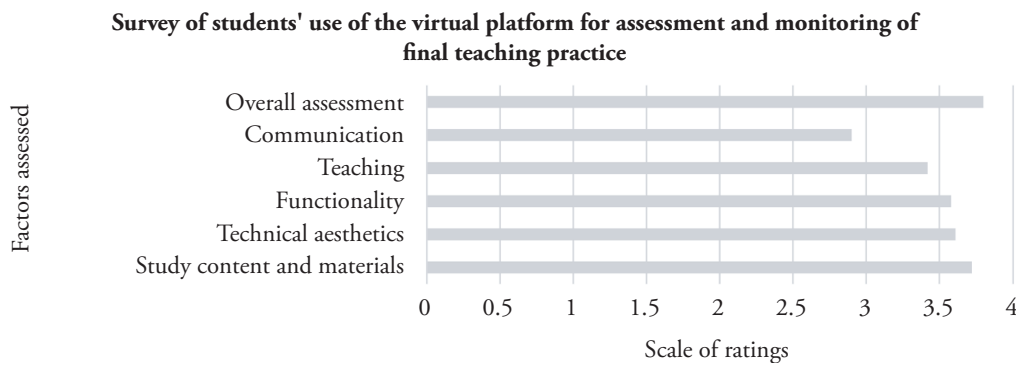 Survey of students' use of the virtual platform for assessment and monitoring of
final teaching practice
Factors assessed
Overall assessment
Communication
Teaching
Functionality
Technical aesthetics
Study content and materials
0 0.5 1 1.5 2 2.5 3 3.5 4
Scale of ratings